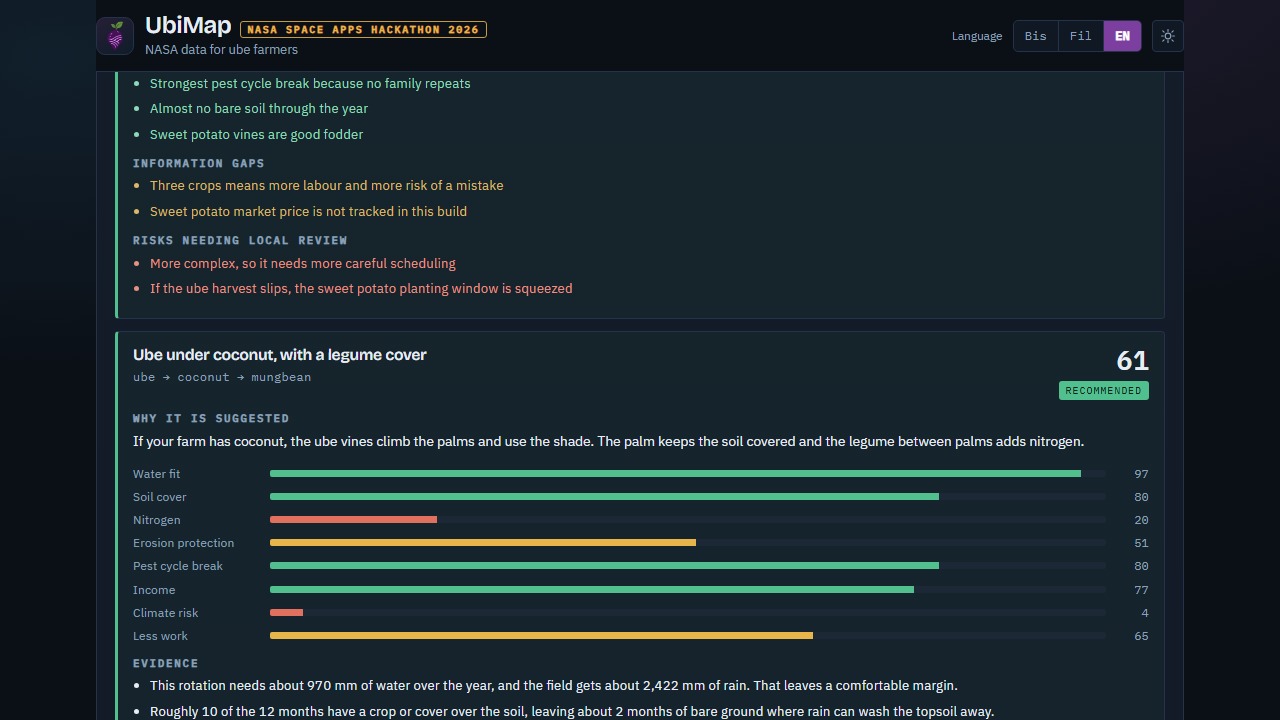 UbiMap NASA SPACE APPS HACKATHON 2026
NASA data for ube farmers
Language Bis Fil EN
Strongest pest cycle break because no family repeats
Almost no bare soil through the year
Sweet potato vines are good fodder
INFORMATION GAPS
Three crops means more labour and more risk of a mistake
Sweet potato market price is not tracked in this build
RISKS NEEDING LOCAL REVIEW
More complex, so it needs more careful scheduling
If the ube harvest slips, the sweet potato planting window is squeezed
Ube under coconut, with a legume cover
61
ube → coconut → mungbean
RECOMMENDED
WHY IT IS SUGGESTED
If your farm has coconut, the ube vines climb the palms and use the shade. The palm keeps the soil covered and the legume between palms adds nitrogen.
Water fit 97
Soil cover 80
Nitrogen 20
Erosion protection 51
Pest cycle break 80
Income 77
Climate risk 4
Less work 65
EVIDENCE
This rotation needs about 970 mm of water over the year, and the field gets about 2,422 mm of rain. That leaves a comfortable margin.
Roughly 10 of the 12 months have a crop or cover over the soil, leaving about 2 months of bare ground where rain can wash the topsoil away.